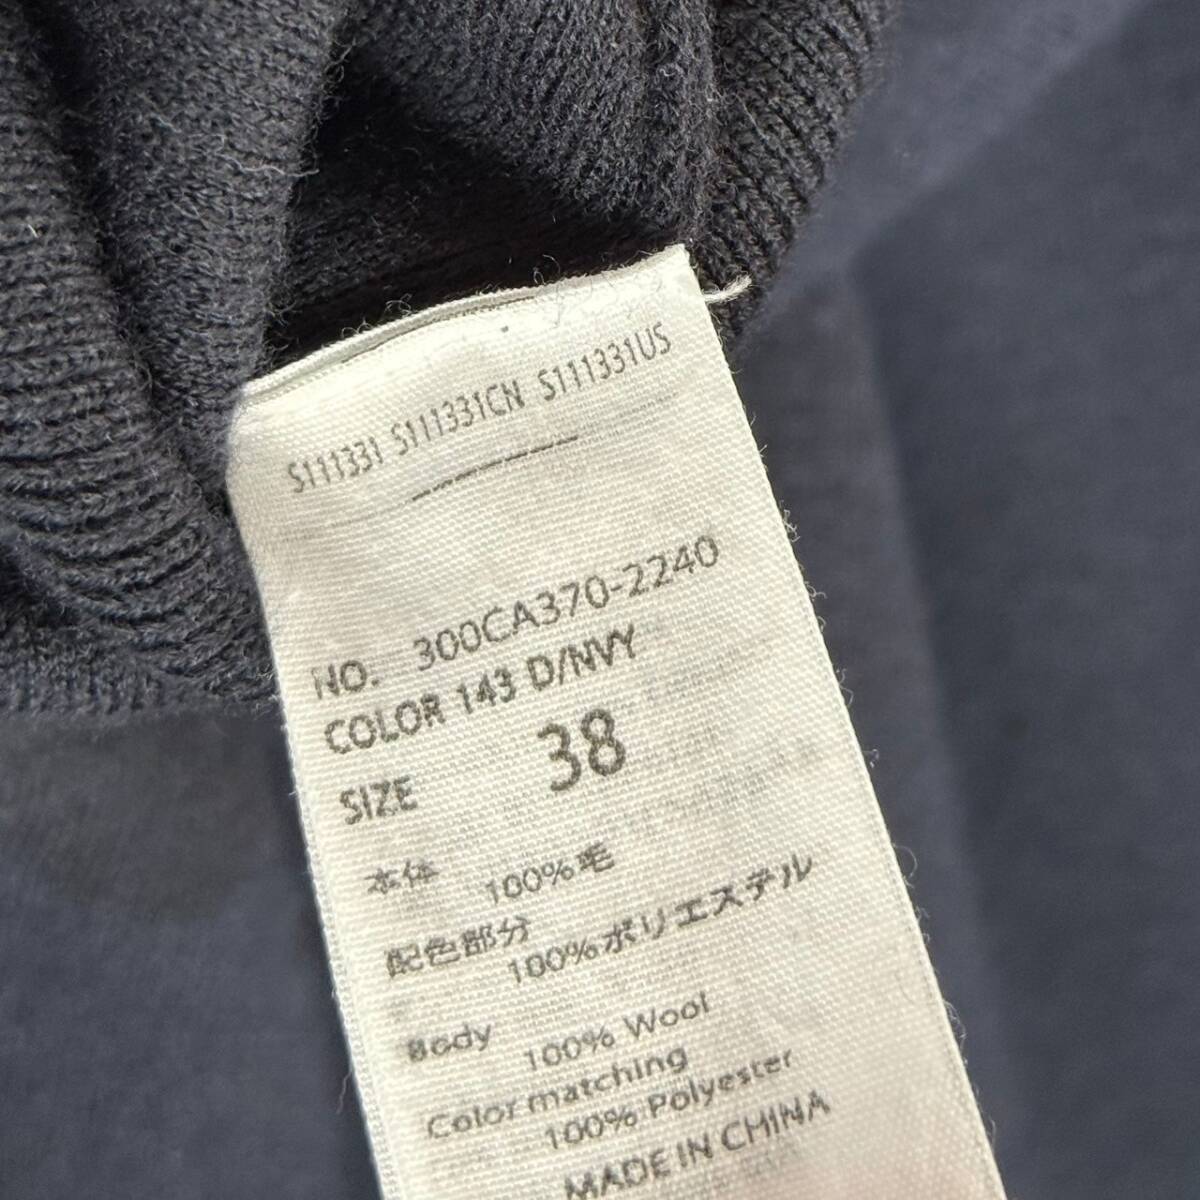 S111331 S111331CN S111331US
NO. 300CA370-2240
COLOR 143 D/NVY
SIZE 38
本体 100%毛
配色部分
100%ポリエステル
Body 100% Wool
Color matching
100% Polyester
MADE IN CHINA